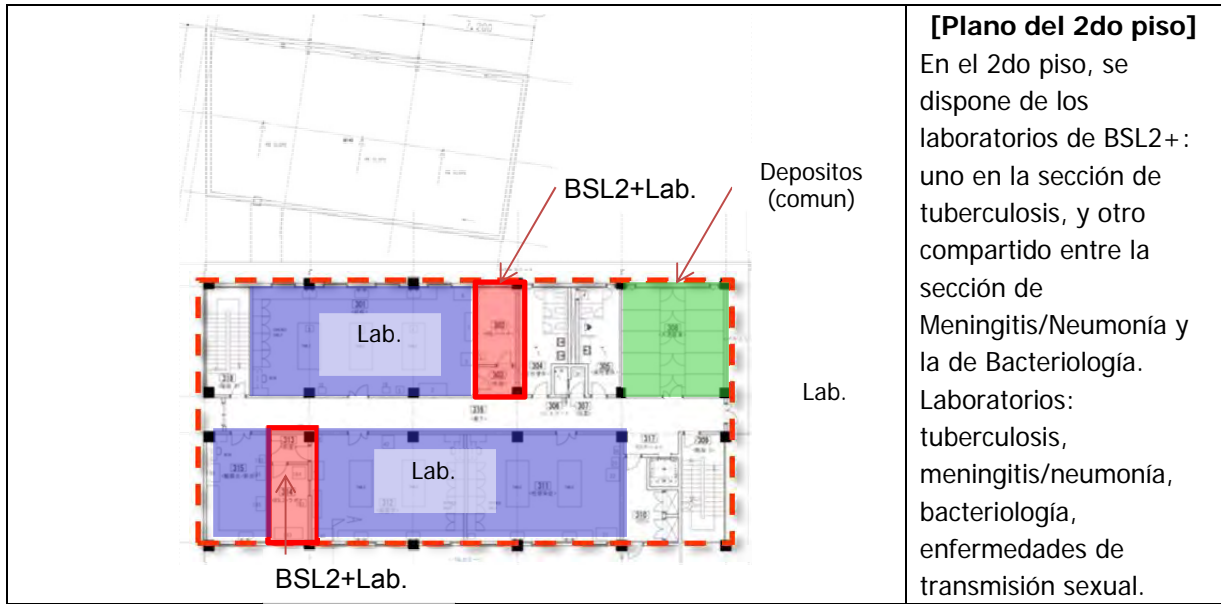 7,200
BSL2+Lab.
Depositos
(comun)
Lab.
Lab.
Lab.
BSL2+Lab.
[Plano del 2do piso]
En el 2do piso, se
dispone de los
laboratorios de BSL2+:
uno en la sección de
tuberculosis, y otro
compartido entre la
sección de
Meningitis/Neumonía y
la de Bacteriología.
Laboratorios:
tuberculosis,
meningitis/neumonía,
bacteriología,
enfermedades de
transmisión sexual.